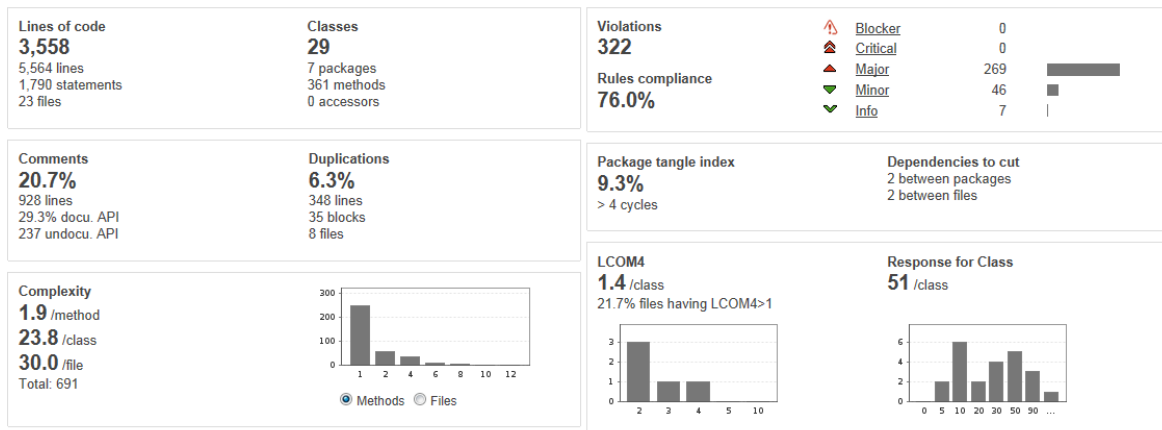 Lines of code
3,558
5,564 lines
1,790 statements
23 files
Classes
29
7 packages
361 methods
0 accessors
Comments
20.7%
928 lines
29.3% docu. API
237 undocu. API
Duplications
6.3%
348 lines
35 blocks
8 files
Complexity
1.9 /method
23.8 /class
30.0 /file
Total: 691
300
200
100
0
1 2 4 6 8 10 12
Methods Files
Violations
322
Rules compliance
76.0%
Blocker 0
Critical 0
Major 269
Minor 46
Info 7
Package tangle index
9.3%
> 4 cycles
Dependencies to cut
2 between packages
2 between files
LCOM4
1.4 /class
21.7% files having LCOM4>1
3
2
1
0
2 3 4 5 10
Response for Class
51 /class
6
4
2
0
0 5 10 20 30 50 90 ...